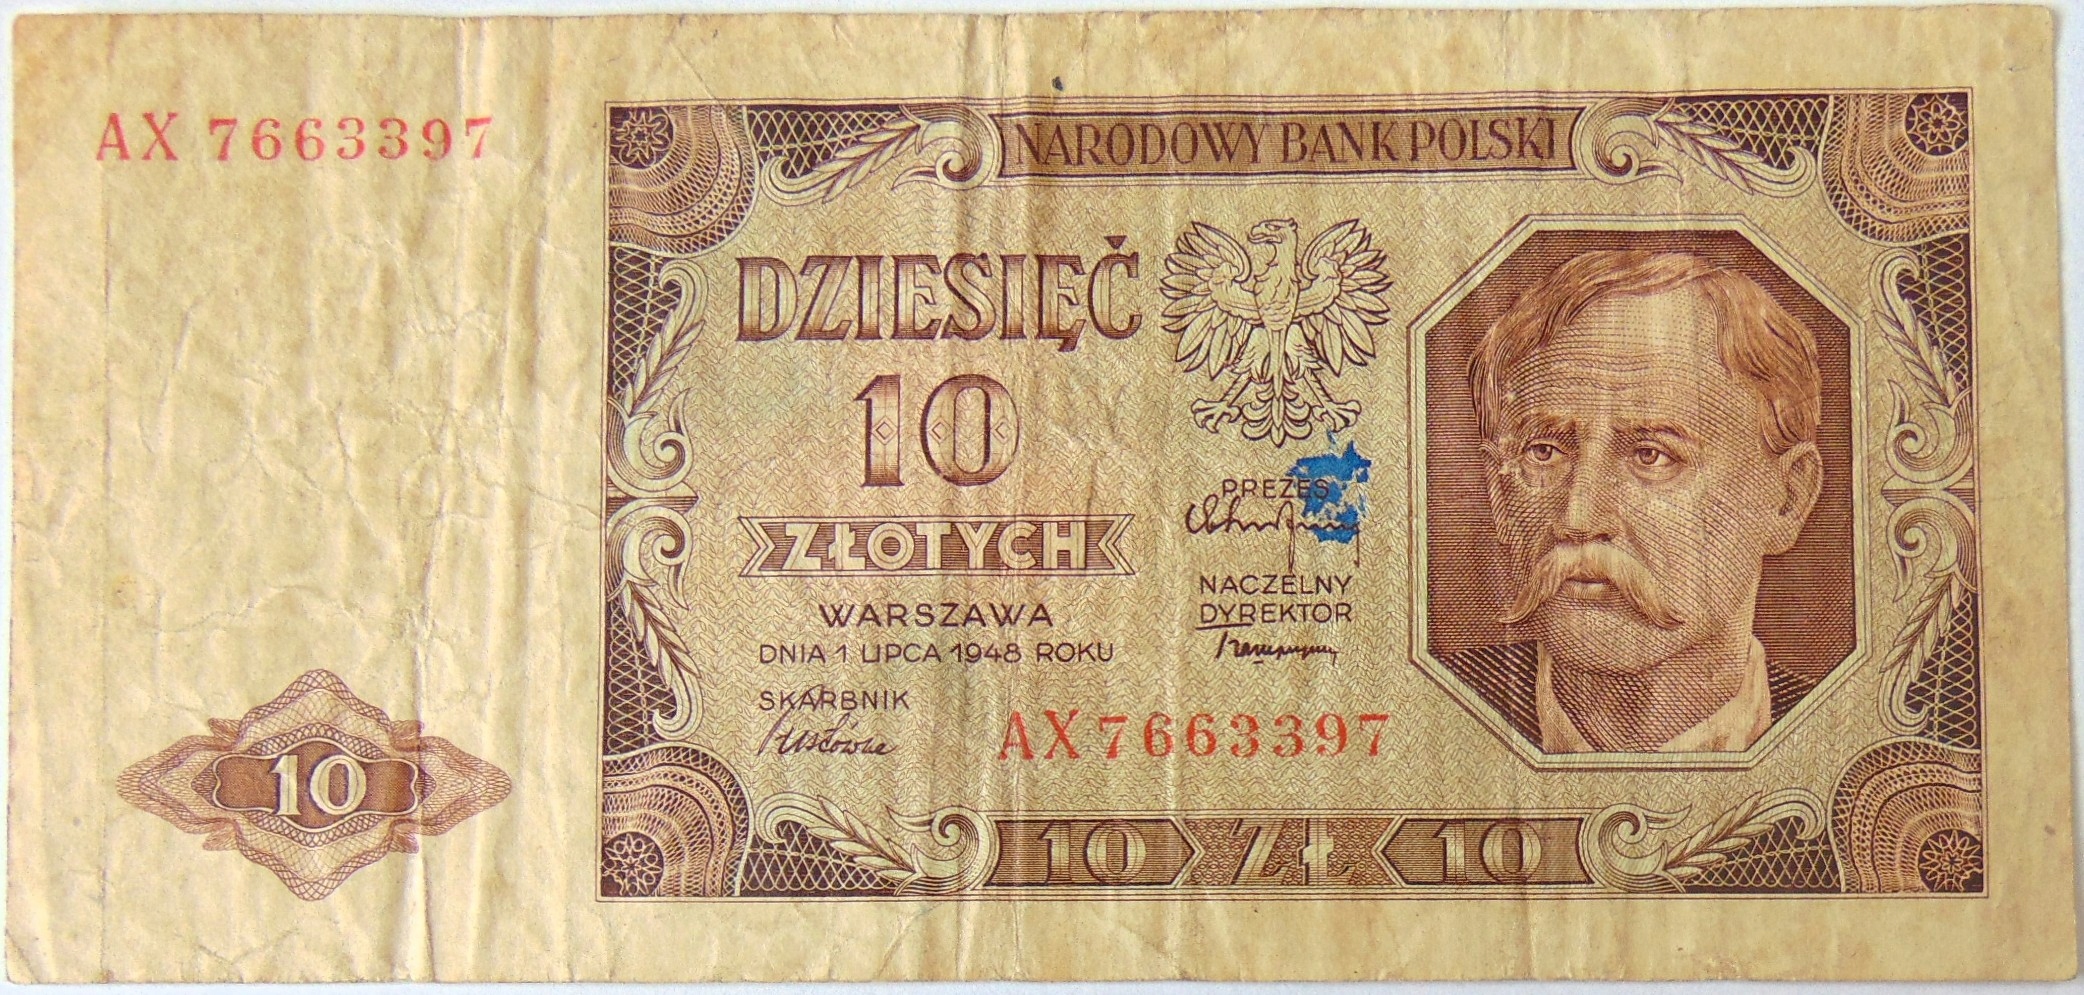 AX 7663397
NARODOWY BANK POLSKI
DZIESIĘĆ
10
ZŁOTYCH
WARSZAWA
DNIA 1 LIPCA 1948 ROKU
SKARBNIK
PREZES
NACZELNY
DYREKTOR
AX 7663397
10
10 ZŁ 10